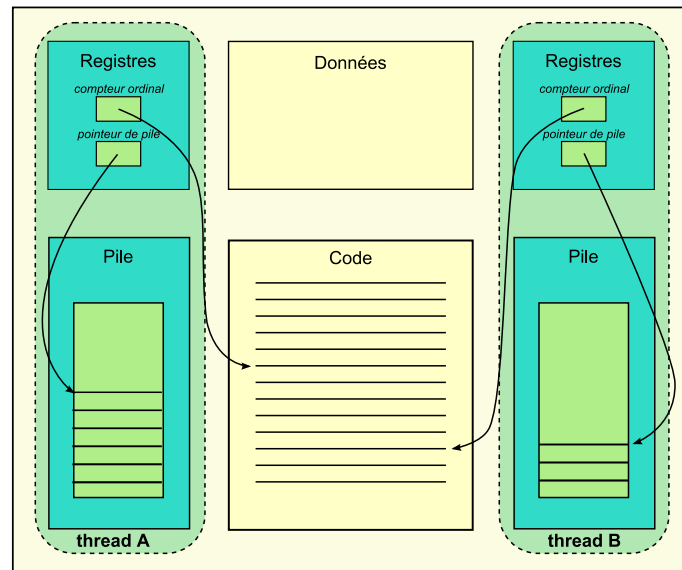 Registres
compteur ordinal
pointeur de pile
Pile
thread A
Données
Code
Registres
compteur ordinal
pointeur de pile
Pile
thread B